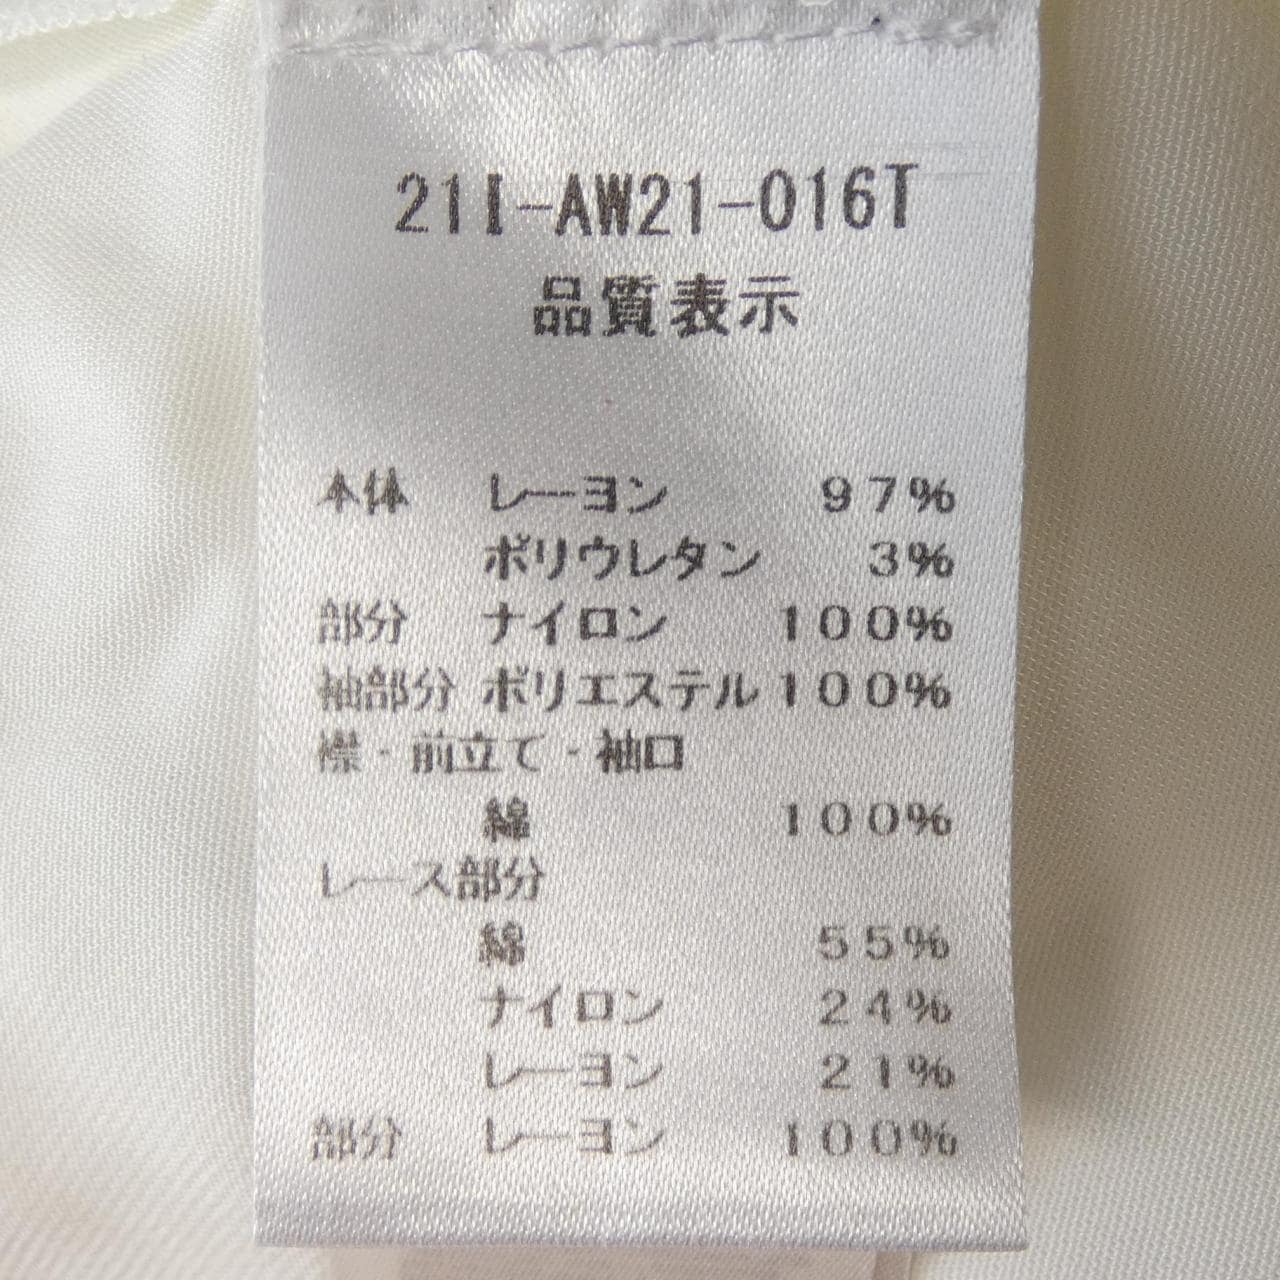 21I-AW21-016T
品質表示
本体 レーヨン 97%
ポリウレタン 3%
部分 ナイロン 100%
袖部分 ポリエステル 100%
襟・前立て・袖口
綿 100%
レース部分
綿 55%
ナイロン 24%
レーヨン 21%
部分 レーヨン 100%